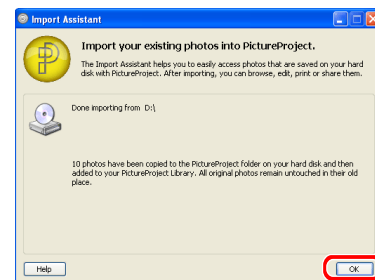 Import Assistant
Import your existing photos into PictureProject.
The Import Assistant helps you to easily access photos that are saved on your hard
disk with PictureProject. After importing, you can browse, edit, print or share them.
Done importing from D:\
10 photos have been copied to the PictureProject folder on your hard disk and then
added to your PictureProject Library. All original photos remain untouched in their old
place.
Help
OK